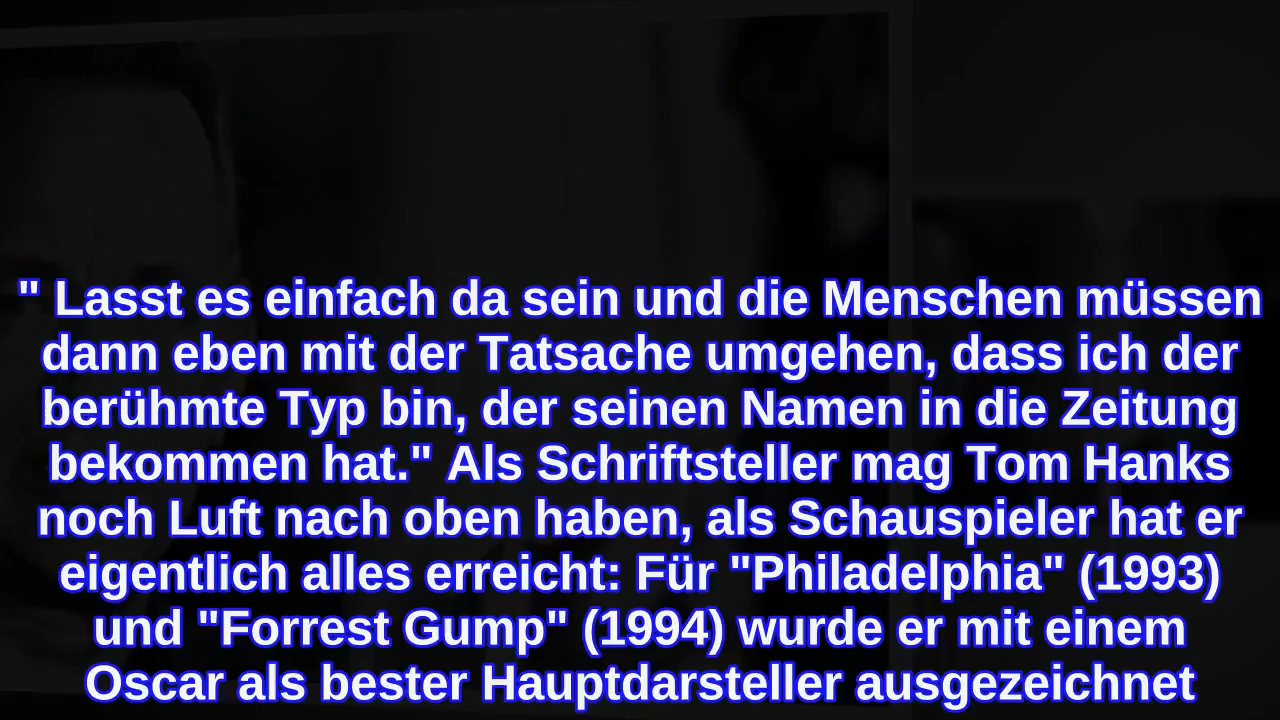 " Lasst es einfach da sein und die Menschen müssen
dann eben mit der Tatsache umgehen, dass ich der
berühmte Typ bin, der seinen Namen in die Zeitung
bekommen hat." Als Schriftsteller mag Tom Hanks
noch Luft nach oben haben, als Schauspieler hat er
eigentlich alles erreicht: Für "Philadelphia" (1993)
und "Forrest Gump" (1994) wurde er mit einem
Oscar als bester Hauptdarsteller ausgezeichnet